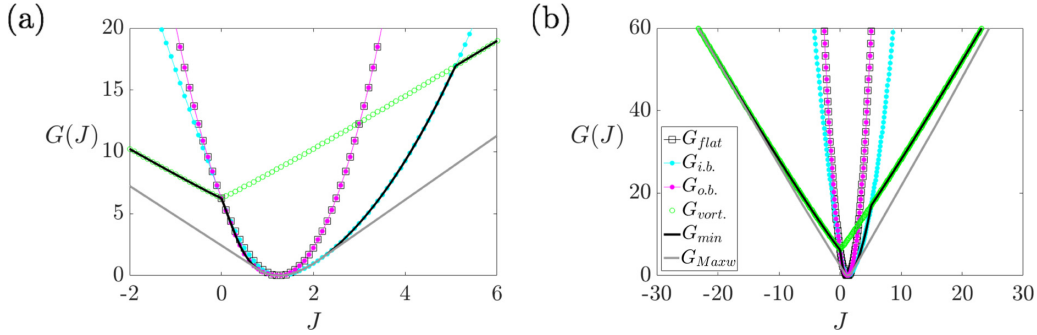 (a)
20
15
G(J)
10
5
0
-2 0 2 4 6
J
(b)
60
40
G(J)
20
0
-30 -20 -10 0 10 20 30
J
G_flat
G_i.b.
G_o.b.
G_vort.
G_min
G_Maxw